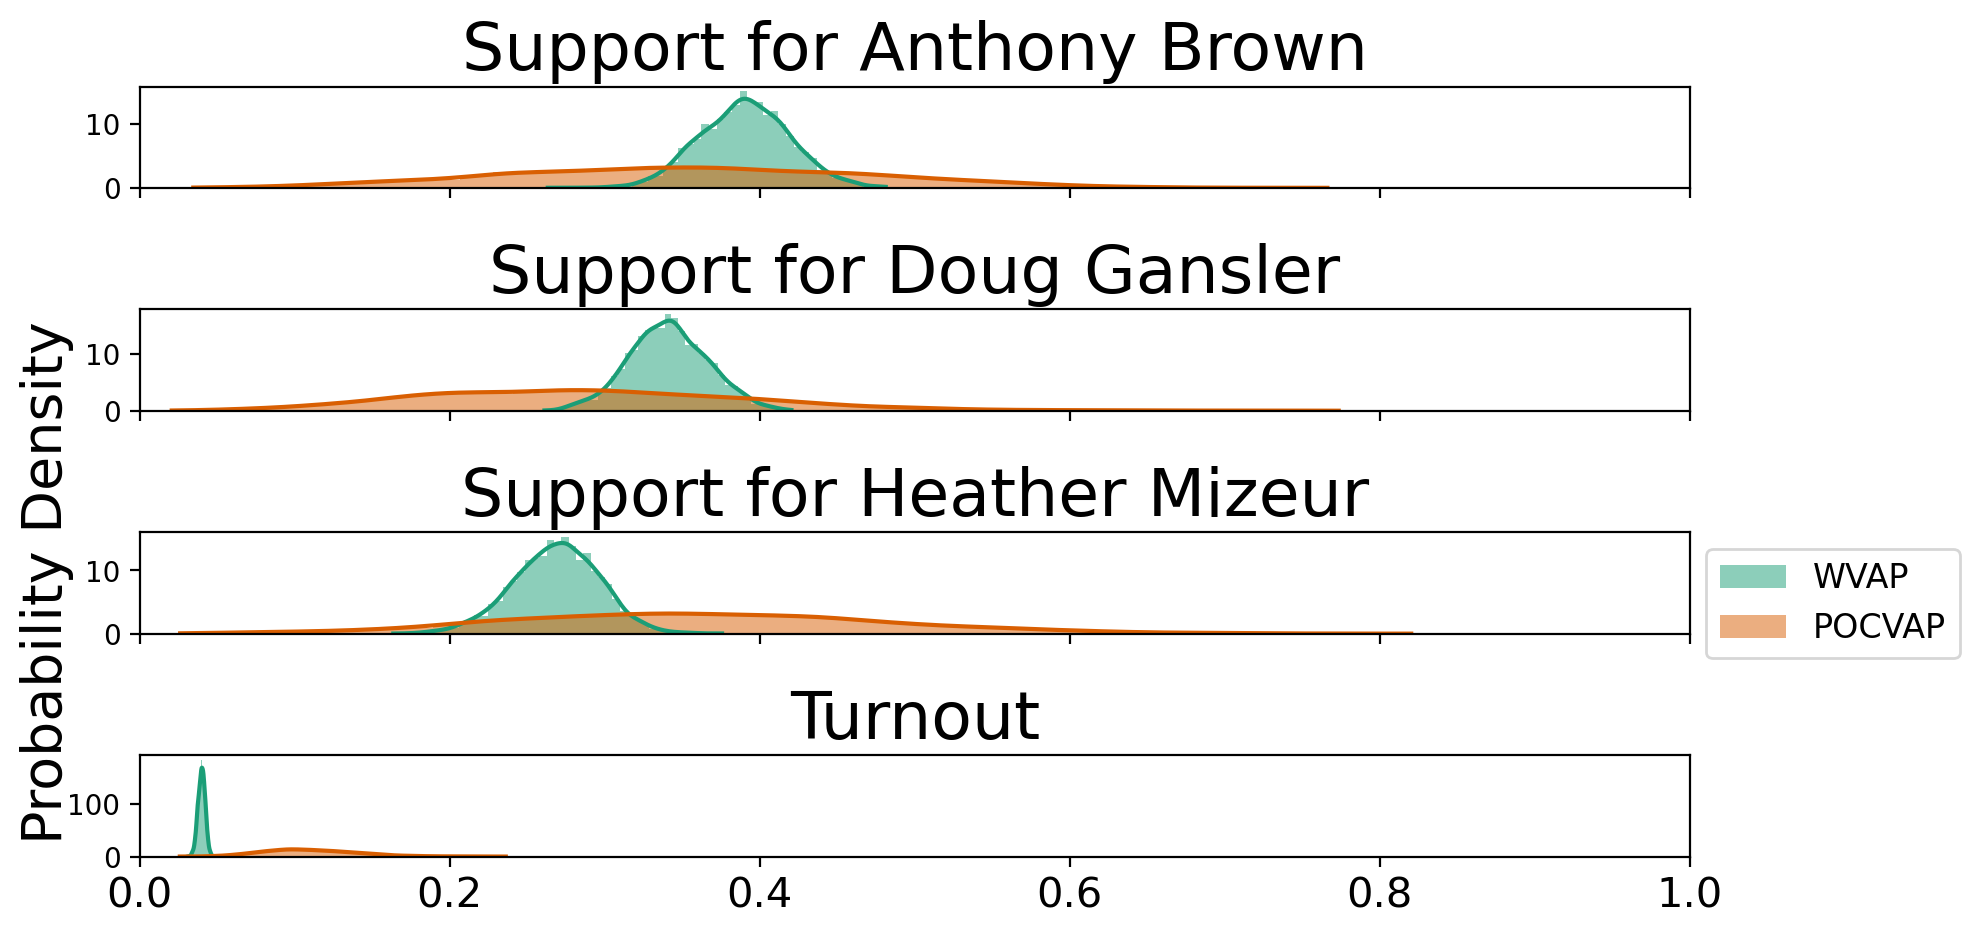 Support for Anthony Brown
10
0
Support for Doug Gansler
10
0
Support for Heather Mizeur
10
0
Turnout
100
0
0.0 0.2 0.4 0.6 0.8 1.0
Probability Density
WVAP
POCVAP